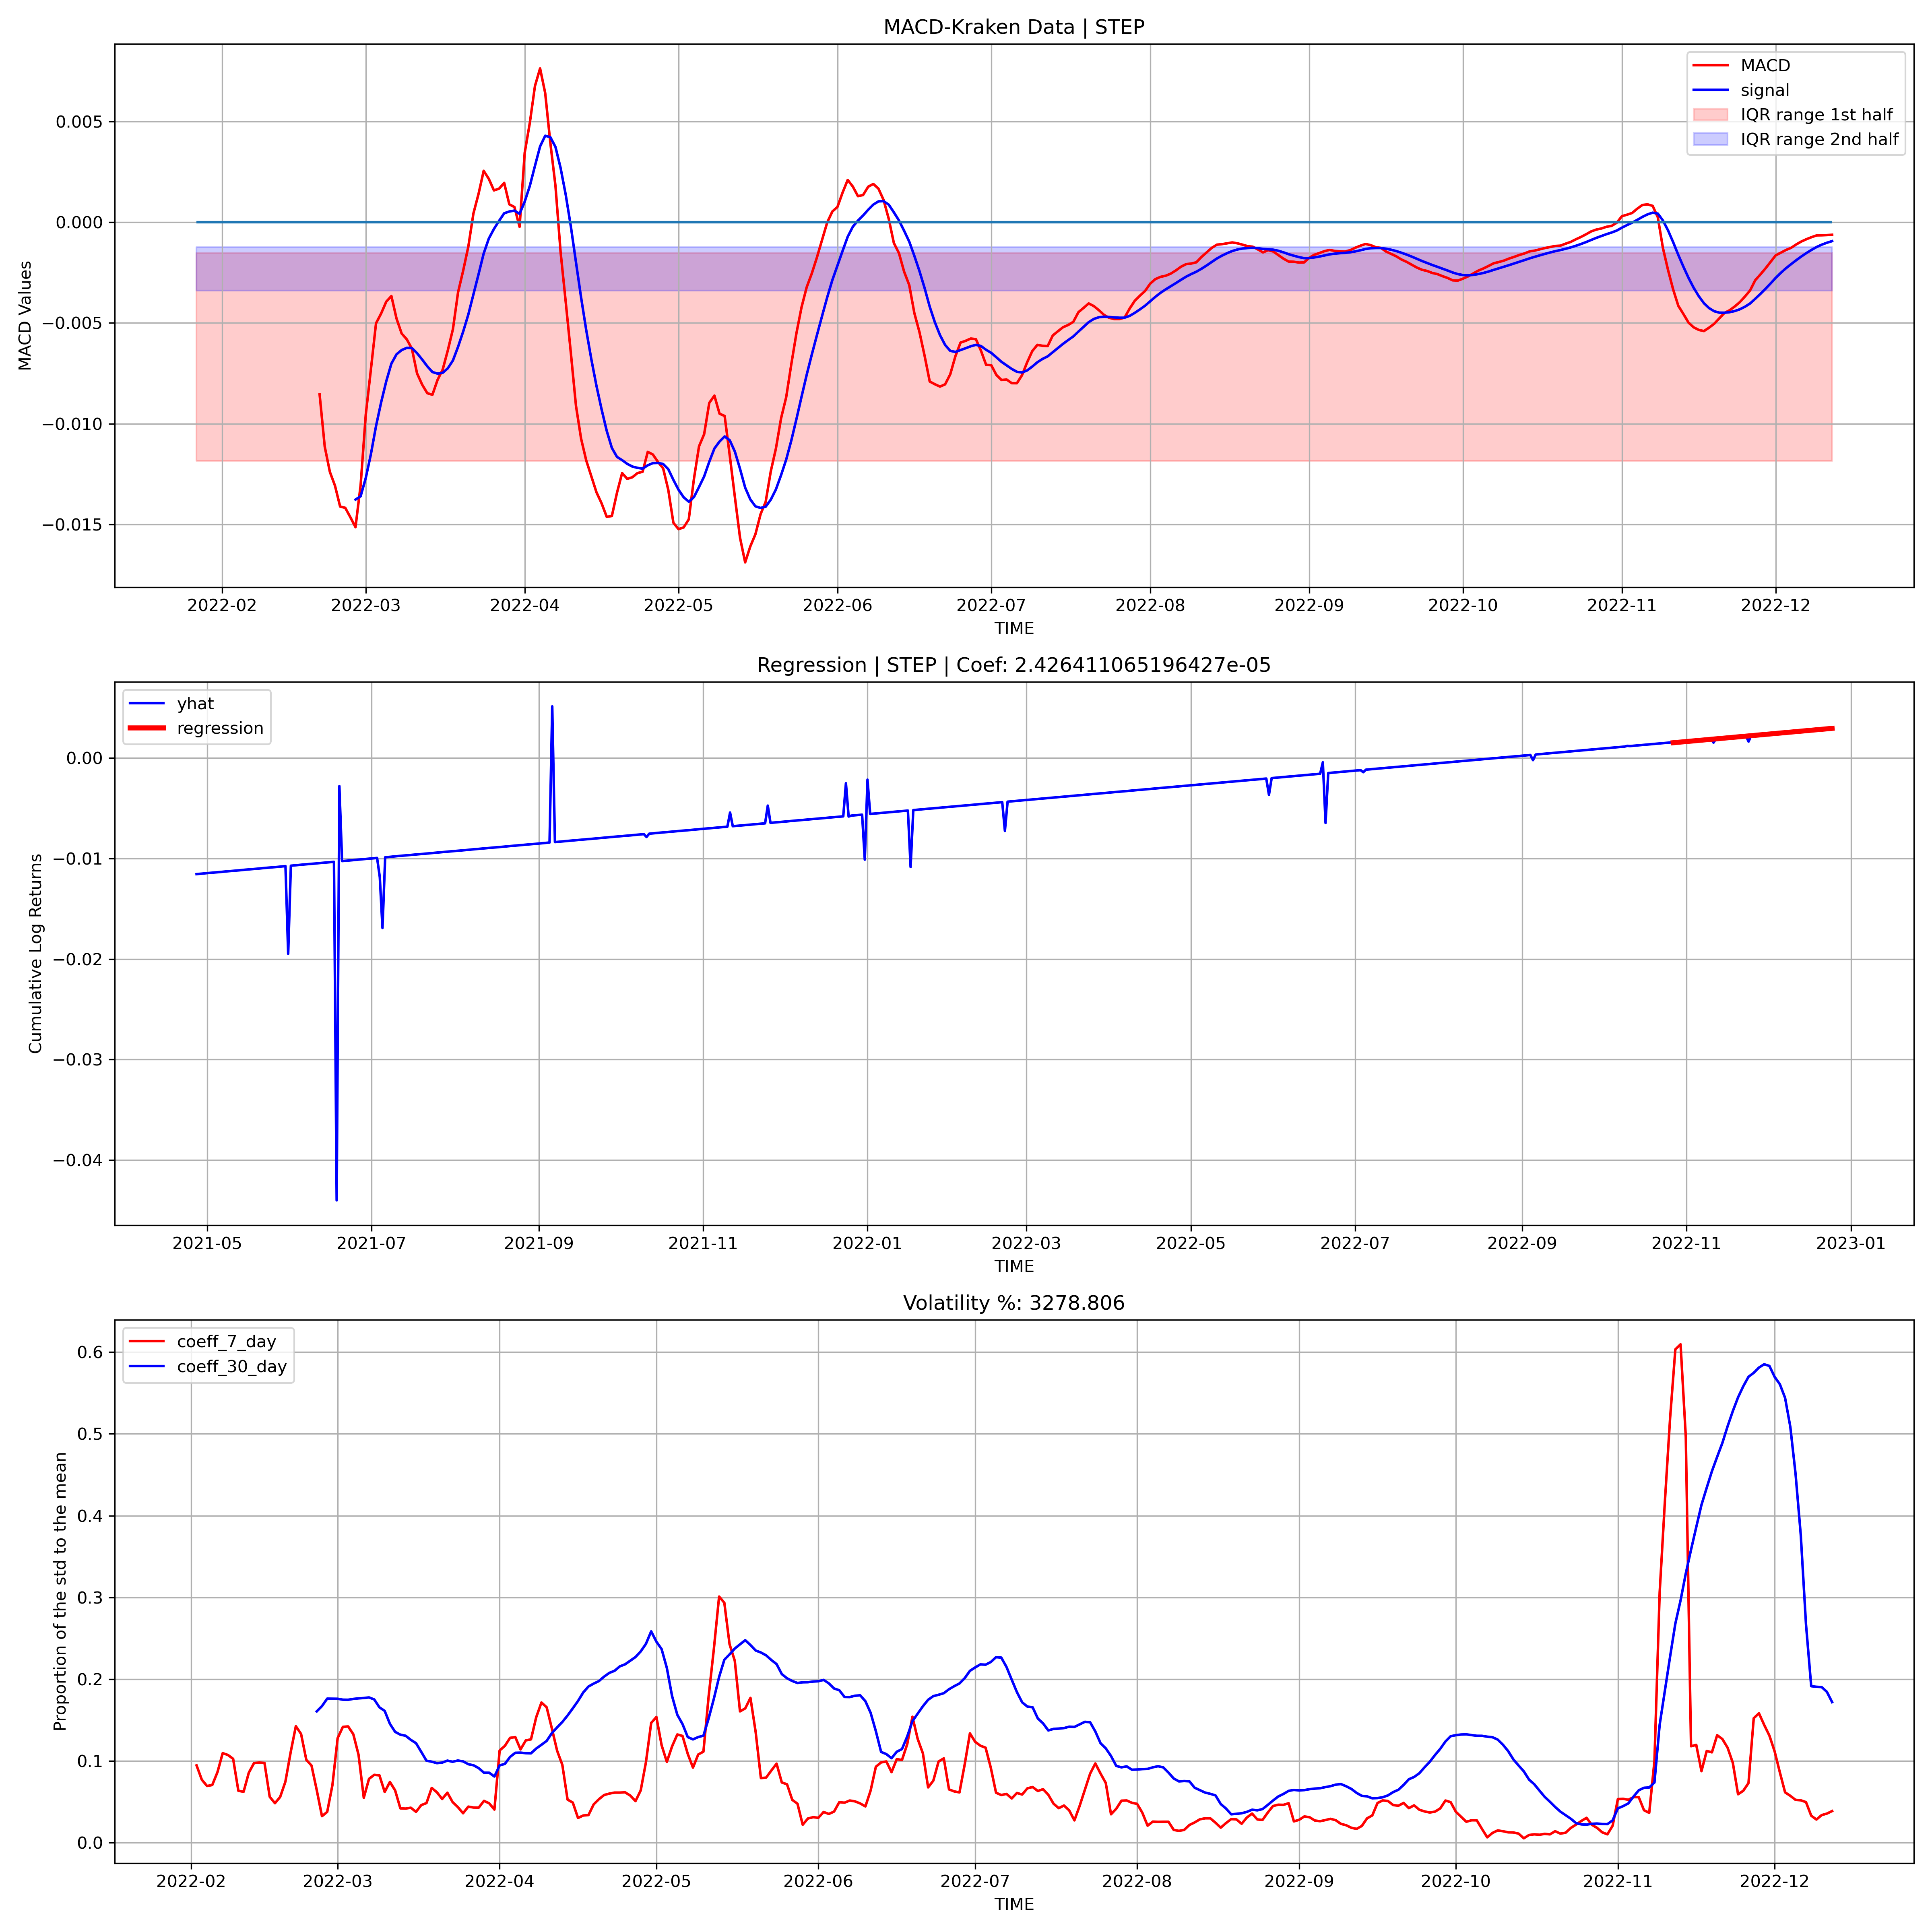 MACD-Kraken Data | STEP
MACD
signal
IQR range 1st half
IQR range 2nd half
0.005
0.000
−0.005
−0.010
−0.015
MACD Values
2022-02 2022-03 2022-04 2022-05 2022-06 2022-07 2022-08 2022-09 2022-10 2022-11 2022-12
TIME
Regression | STEP | Coef: 2.426411065196427e-05
yhat
regression
0.00
−0.01
−0.02
−0.03
−0.04
Cumulative Log Returns
2021-05 2021-07 2021-09 2021-11 2022-01 2022-03 2022-05 2022-07 2022-09 2022-11 2023-01
TIME
Volatility %: 3278.806
coeff_7_day
coeff_30_day
0.6
0.5
0.4
0.3
0.2
0.1
0.0
Proportion of the std to the mean
2022-02 2022-03 2022-04 2022-05 2022-06 2022-07 2022-08 2022-09 2022-10 2022-11 2022-12
TIME